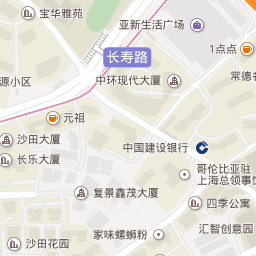 宝华雅苑
亚新生活广场
1点点
长寿路
源小区
中环现代大厦
常德
元祖
沙田大厦
中国建设银行
长乐大厦
哥伦比亚驻
上海总领事馆
复景鑫茂大厦
四季公寓
家味螺蛳粉
汇智创意园
沙田花园